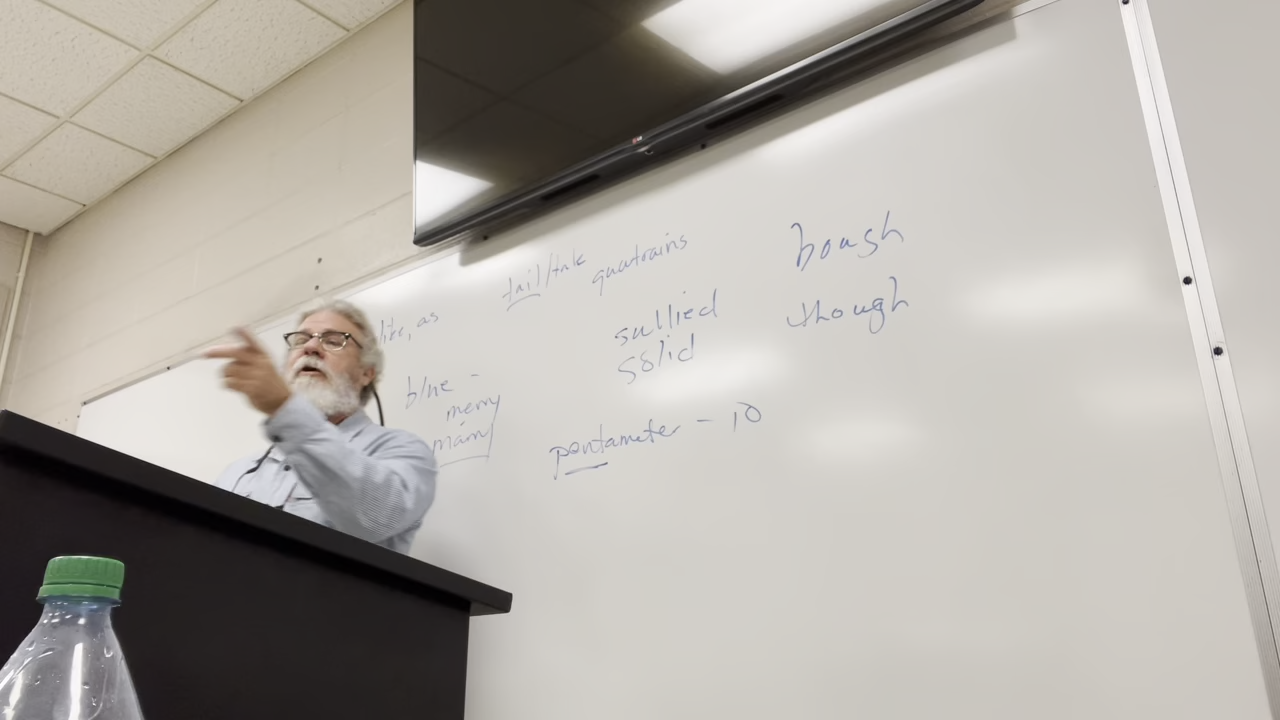 like, as
tail/tale quatrains
blue -
merry
marry
sullied
solid
pentameter - 10
bough
though